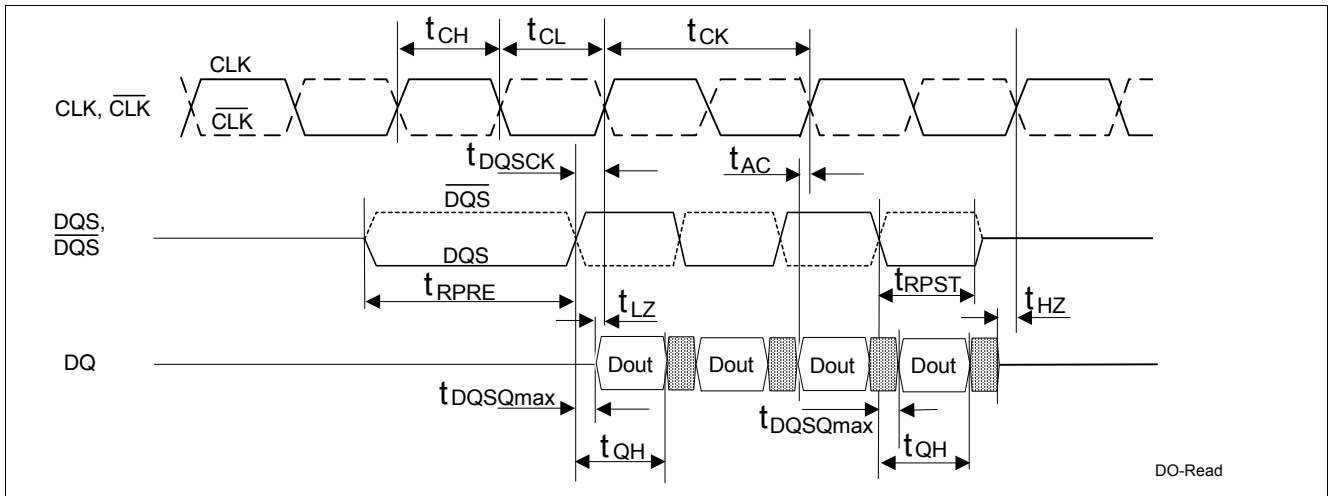 tCH tCL tCK
CLK
CLK, CLK
CLK
tDQSCK tAC
DQS
DQS,
DQS
DQS
tRPRE tRPST
tLZ tHZ
DQ Dout Dout Dout Dout
tDQSQmax tDQSQmax
tQH tQH
DO-Read